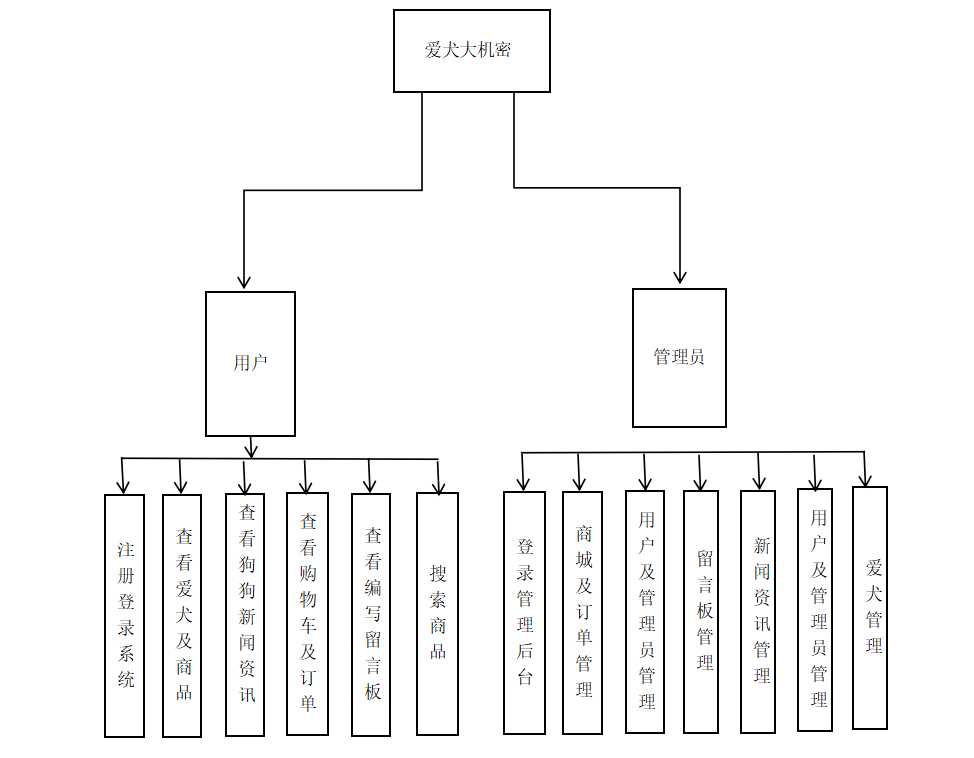 爱犬大机密
用户
管理员
注册登录系统
查看爱犬及商品
查看狗狗新闻资讯
查看购物车及订单
查看编写留言板
搜索商品
登录管理后台
商城及订单管理
用户及管理员管理
留言板管理
新闻资讯管理
用户及管理员管理
爱犬管理